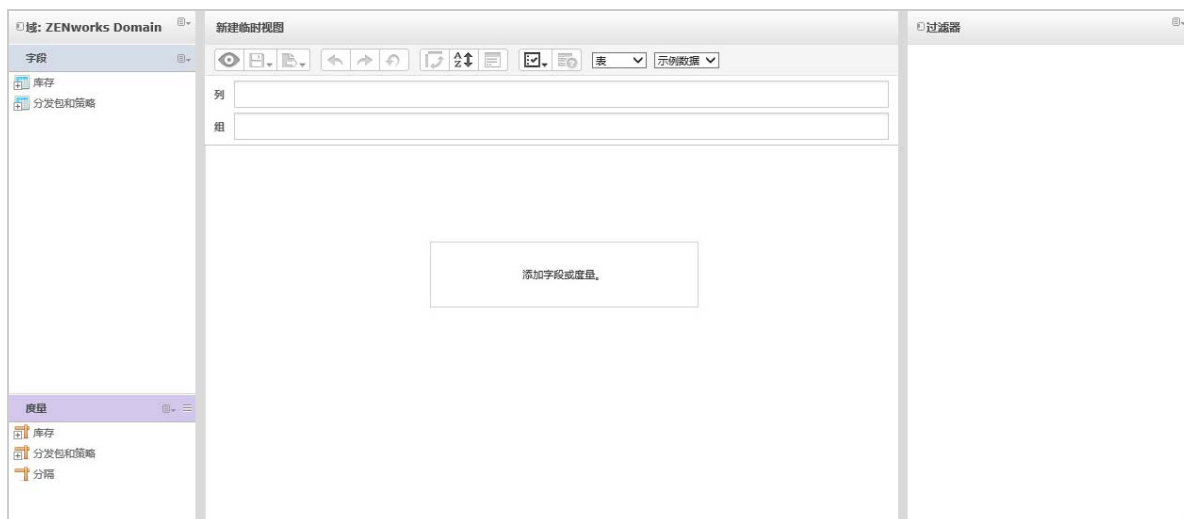 域: ZENworks Domain
字段
库存
分发包和策略
度量
库存
分发包和策略
分隔
新建临时视图
表
示例数据
列
组
添加字段或度量。
过滤器